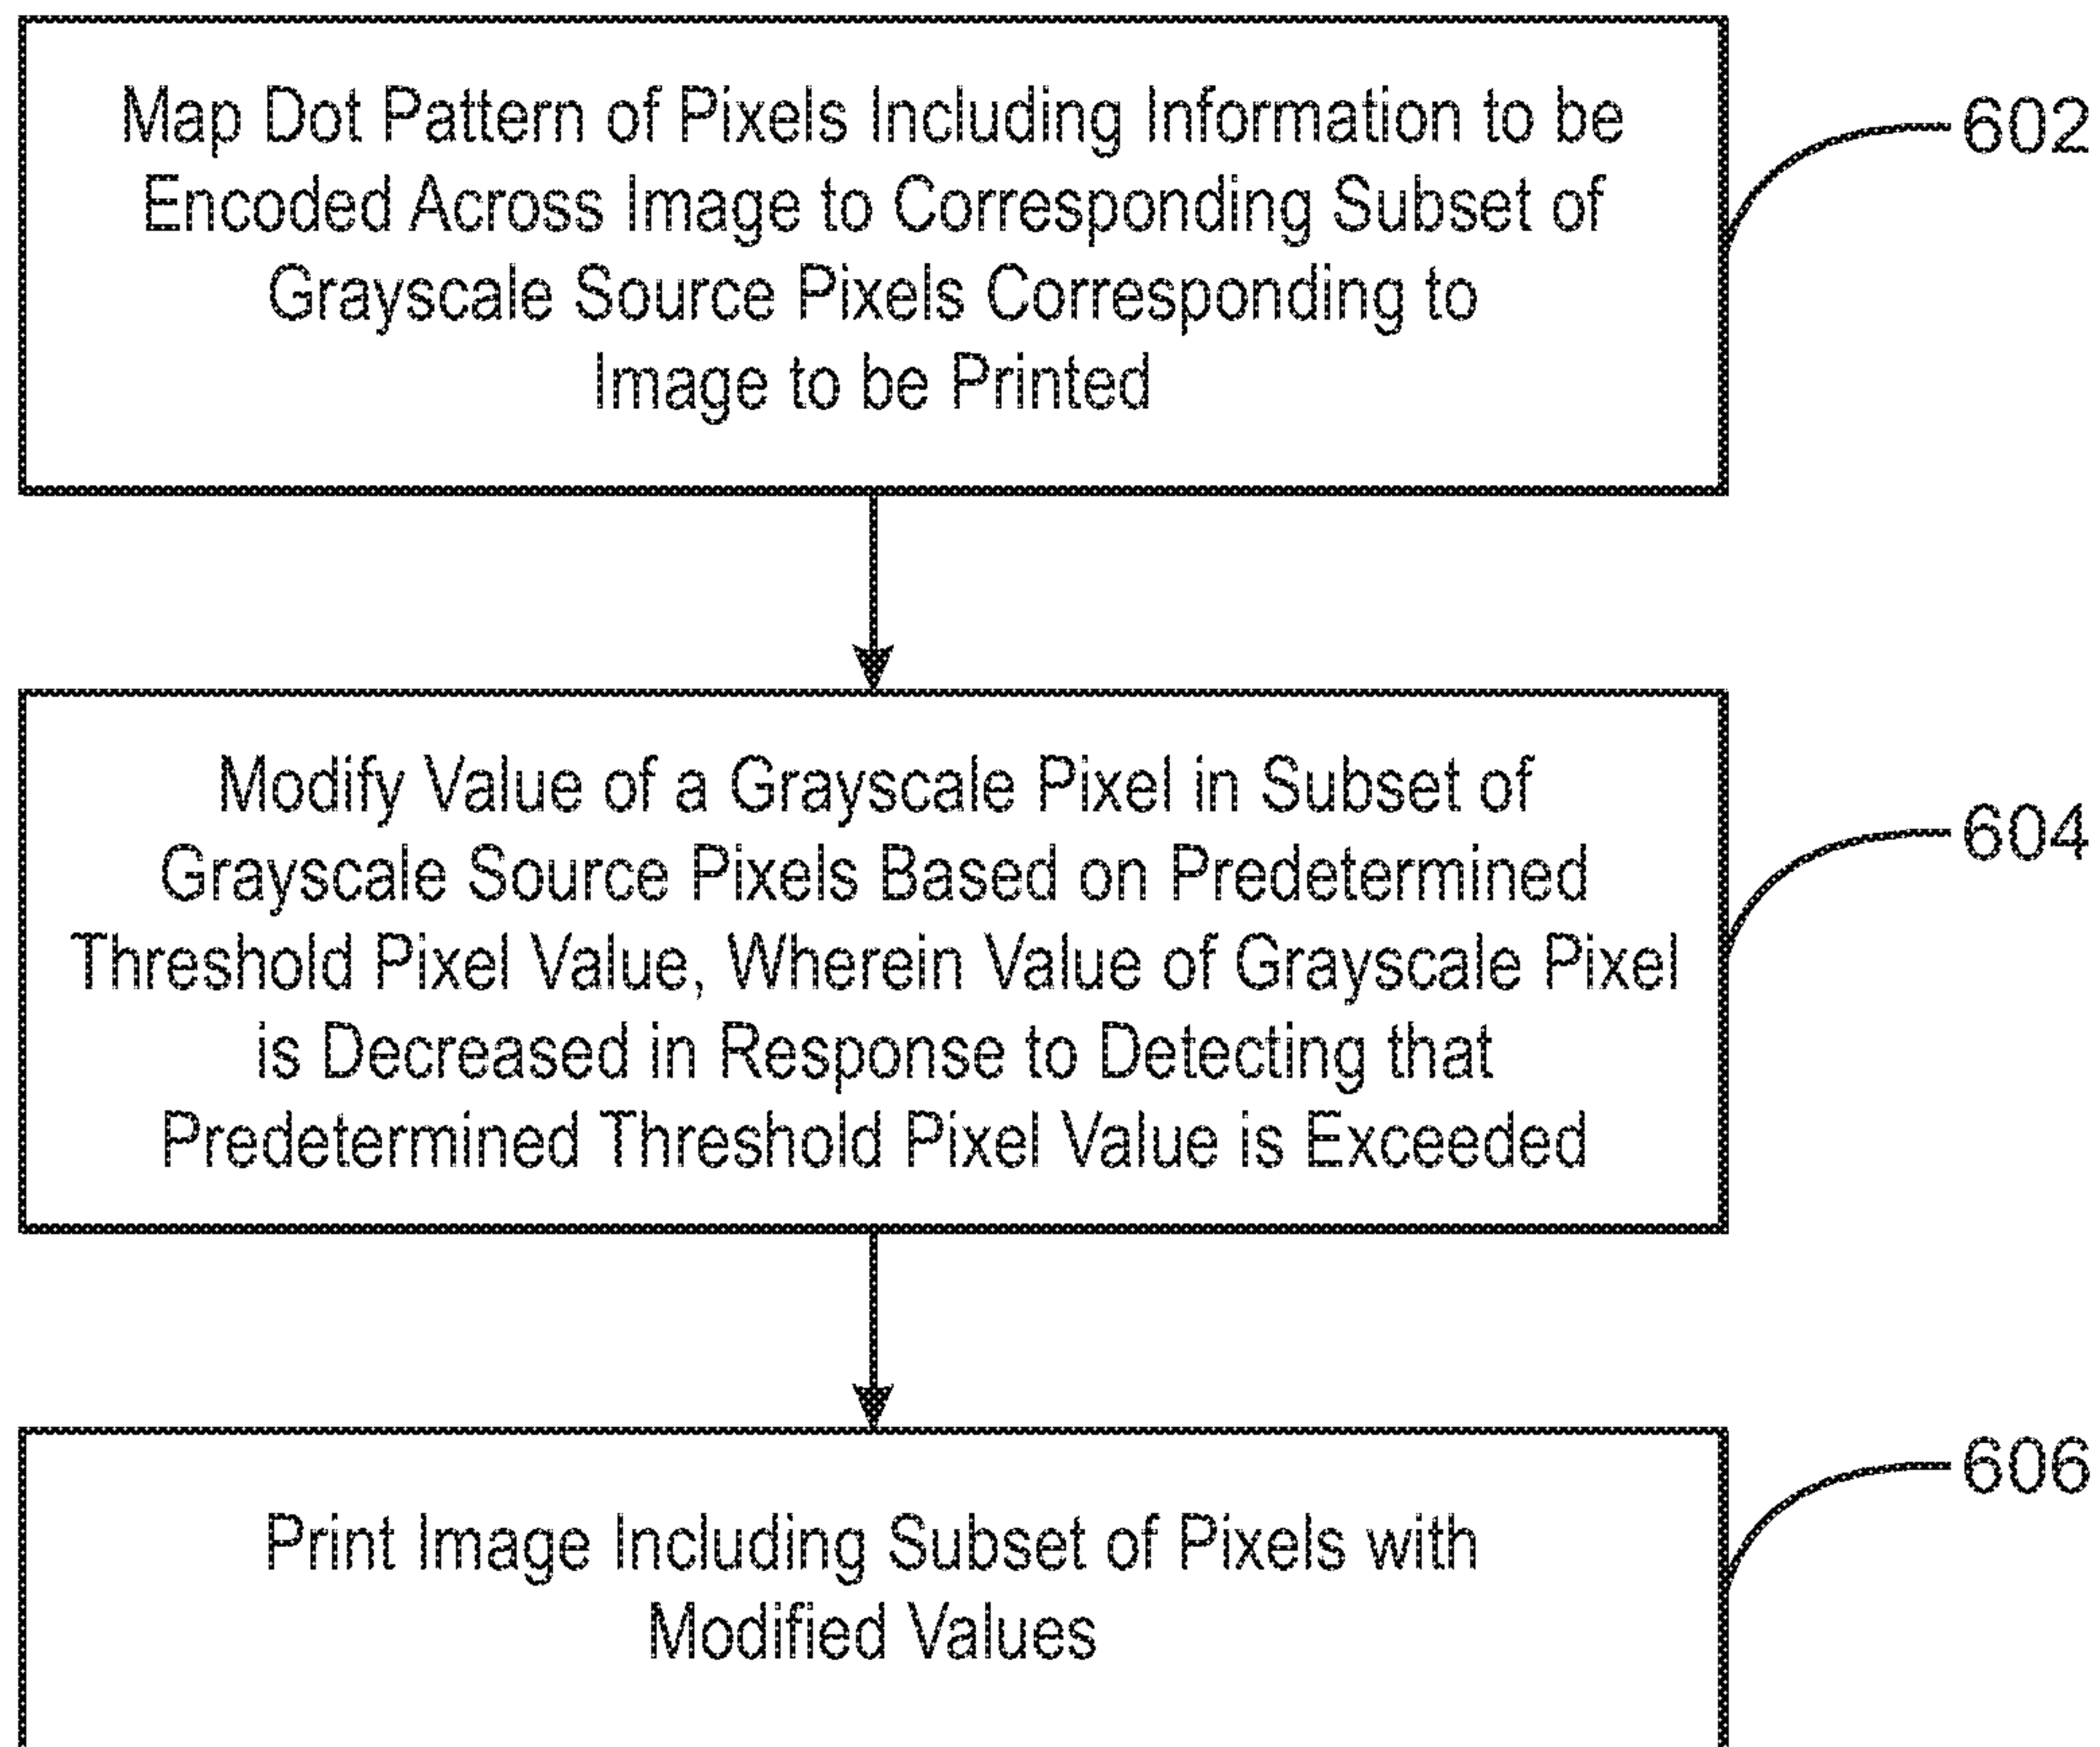 Map Dot Pattern of Pixels Including Information to be
Encoded Across Image to Corresponding Subset of
Grayscale Source Pixels Corresponding to
Image to be Printed
602
Modify Value of a Grayscale Pixel in Subset of
Grayscale Source Pixels Based on Predetermined
Threshold Pixel Value, Wherein Value of Grayscale Pixel
is Decreased in Response to Detecting that
Predetermined Threshold Pixel Value is Exceeded
604
Print Image Including Subset of Pixels with
Modified Values
606